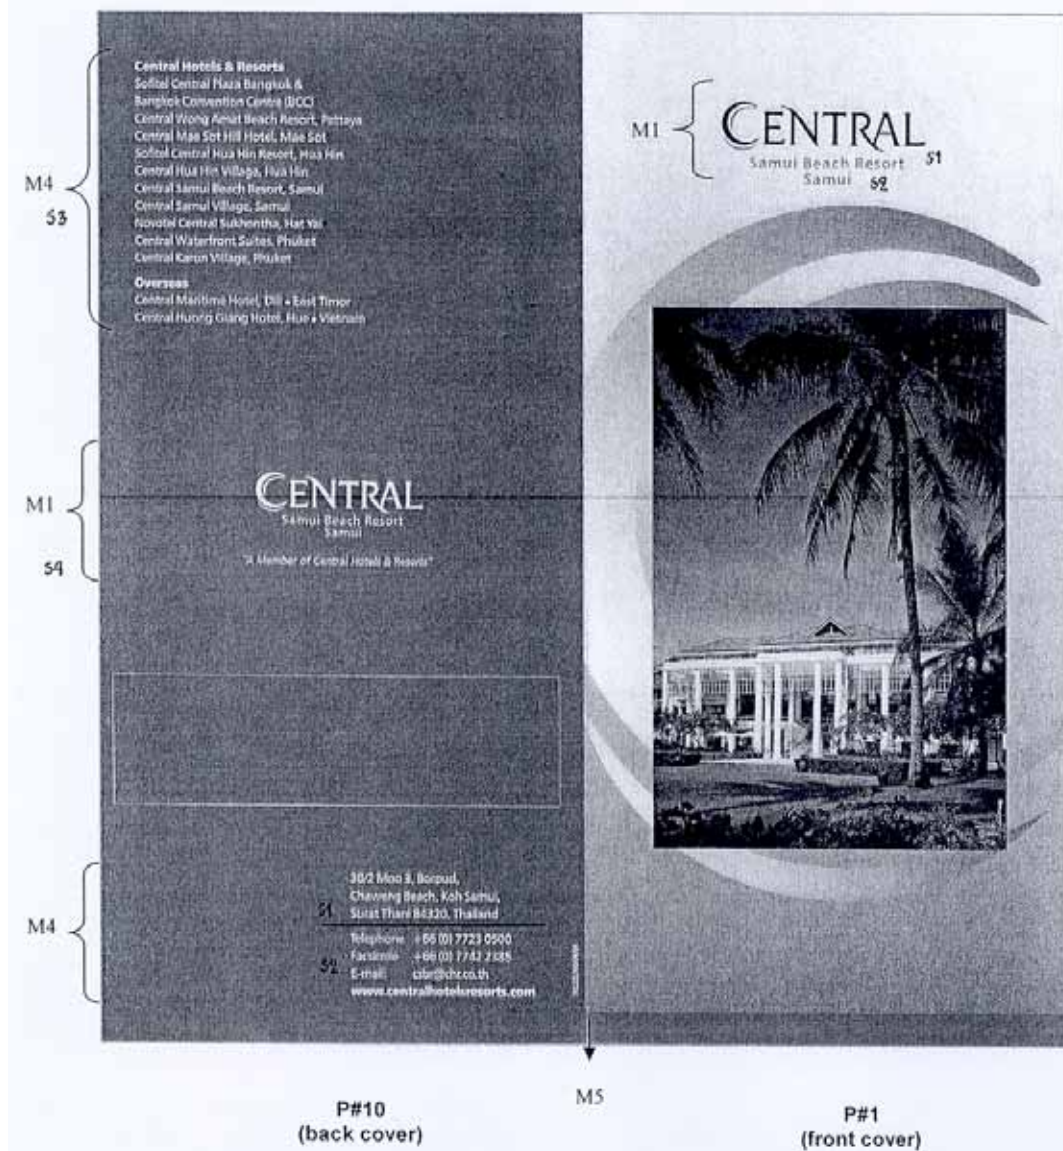 Central Hotels & Resorts
Sofitel Central Plaza Bangkok &
Bangkok Convention Centre (BCC)
Central Wong Amat Beach Resort, Pattaya
Central Mae Sot Hill Hotel, Mae Sot
Sofitel Central Hua Hin Resort, Hua Hin
Central Hua Hin Village, Hua Hin
Central Samui Beach Resort, Samui
Central Samui Village, Samui
Novotel Central Sukhontha, Hat Yai
Central Waterfront Suites, Phuket
Central Karon Village, Phuket
Overseas
Central Maritime Hotel, Dili • East Timor
Central Huong Giang Hotel, Hue • Vietnam
M4
S3
M1
S4
CENTRAL
Samui Beach Resort
Samui
"A Member of Central Hotels & Resorts"
M4
S1
30/2 Moo 3, Borpud,
Chaweng Beach, Koh Samui,
Surat Thani 84320, Thailand
S2
Telephone +66 (0) 7723 0500
Facsimile +66 (0) 7742 2385
E-mail csbr@chr.co.th
www.centralhotelsresorts.com
P#10
(back cover)
M5
M1
CENTRAL
Samui Beach Resort S1
Samui S2
P#1
(front cover)